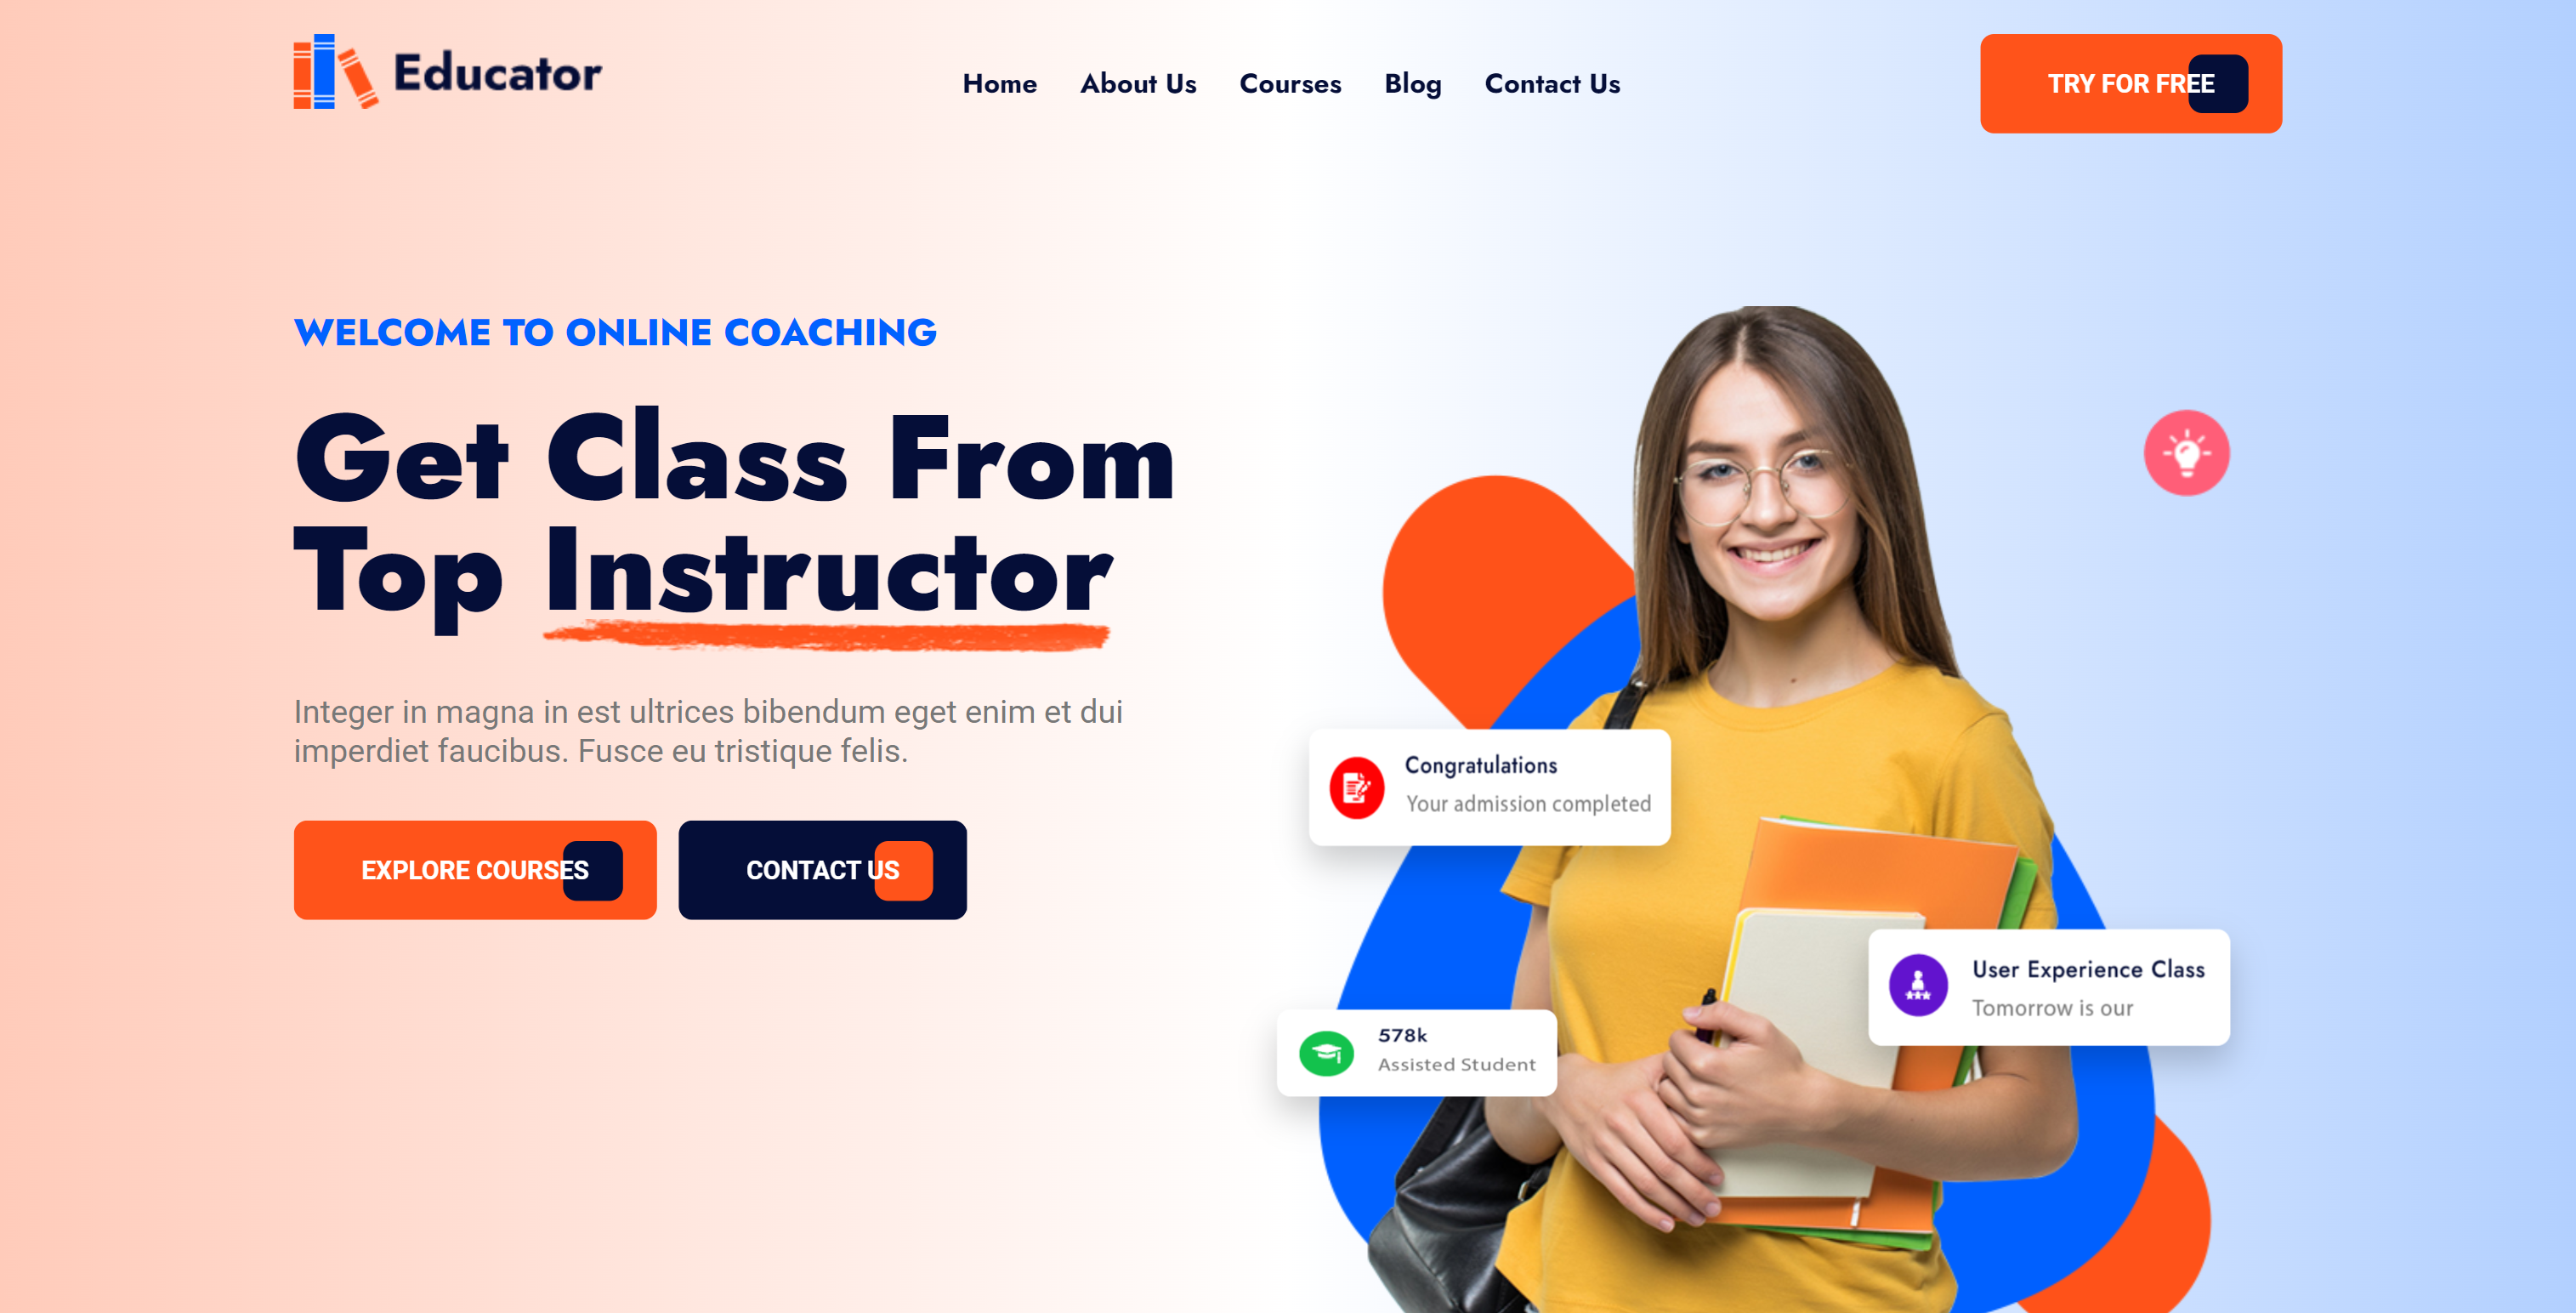 Educator
Home
About Us
Courses
Blog
Contact Us
TRY FOR FREE
WELCOME TO ONLINE COACHING
Get Class From
Top Instructor
Integer in magna in est ultrices bibendum eget enim et dui
imperdiet faucibus. Fusce eu tristique felis.
EXPLORE COURSES
CONTACT US
Congratulations
Your admission completed
User Experience Class
Tomorrow is our
578k
Assisted Student